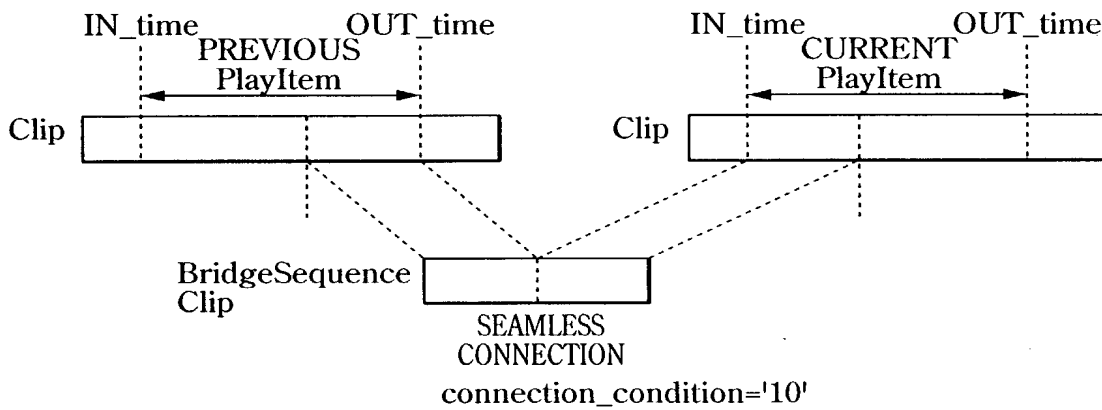 IN_time OUT_time
PREVIOUS
PlayItem
Clip
IN_time OUT_time
CURRENT
PlayItem
Clip
BridgeSequence
Clip
SEAMLESS
CONNECTION
connection_condition='10'